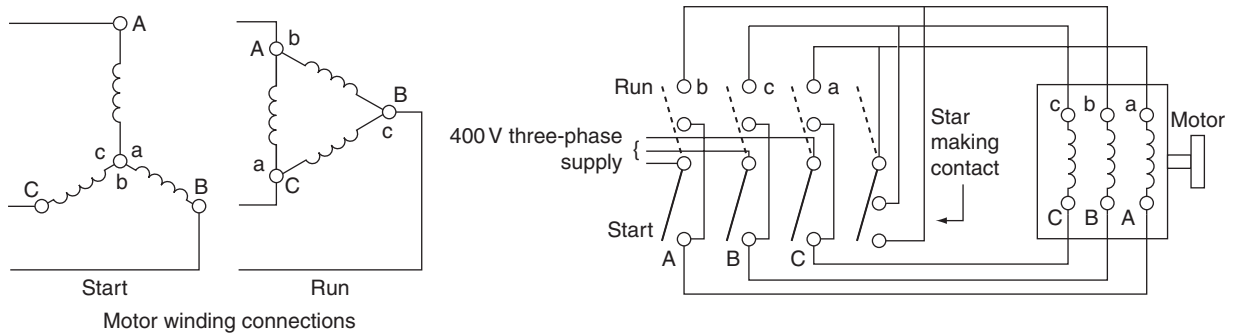 A
c a
b
C
B
Start
A b
B
c
a
C
Run
Motor winding connections
Run
b
c
a
400 V three-phase
supply
{
Start
A
B
C
Star
making
contact
c b a
C B A
Motor